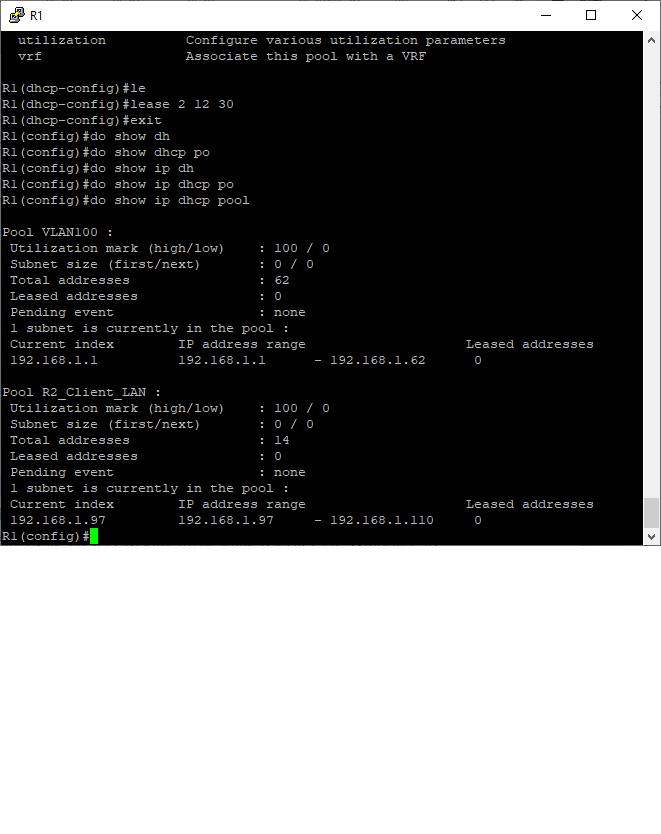 R1
utilization Configure various utilization parameters
vrf Associate this pool with a VRF
R1(dhcp-config)#le
R1(dhcp-config)#lease 2 12 30
R1(dhcp-config)#exit
R1(config)#do show dh
R1(config)#do show dhcp po
R1(config)#do show ip dh
R1(config)#do show ip dhcp po
R1(config)#do show ip dhcp pool
Pool VLAN100 :
Utilization mark (high/low) : 100 / 0
Subnet size (first/next) : 0 / 0
Total addresses : 62
Leased addresses : 0
Pending event : none
1 subnet is currently in the pool :
Current index IP address range Leased addresses
192.168.1.1 192.168.1.1 - 192.168.1.62 0
Pool R2_Client_LAN :
Utilization mark (high/low) : 100 / 0
Subnet size (first/next) : 0 / 0
Total addresses : 14
Leased addresses : 0
Pending event : none
1 subnet is currently in the pool :
Current index IP address range Leased addresses
192.168.1.97 192.168.1.97 - 192.168.1.110 0
R1(config)#